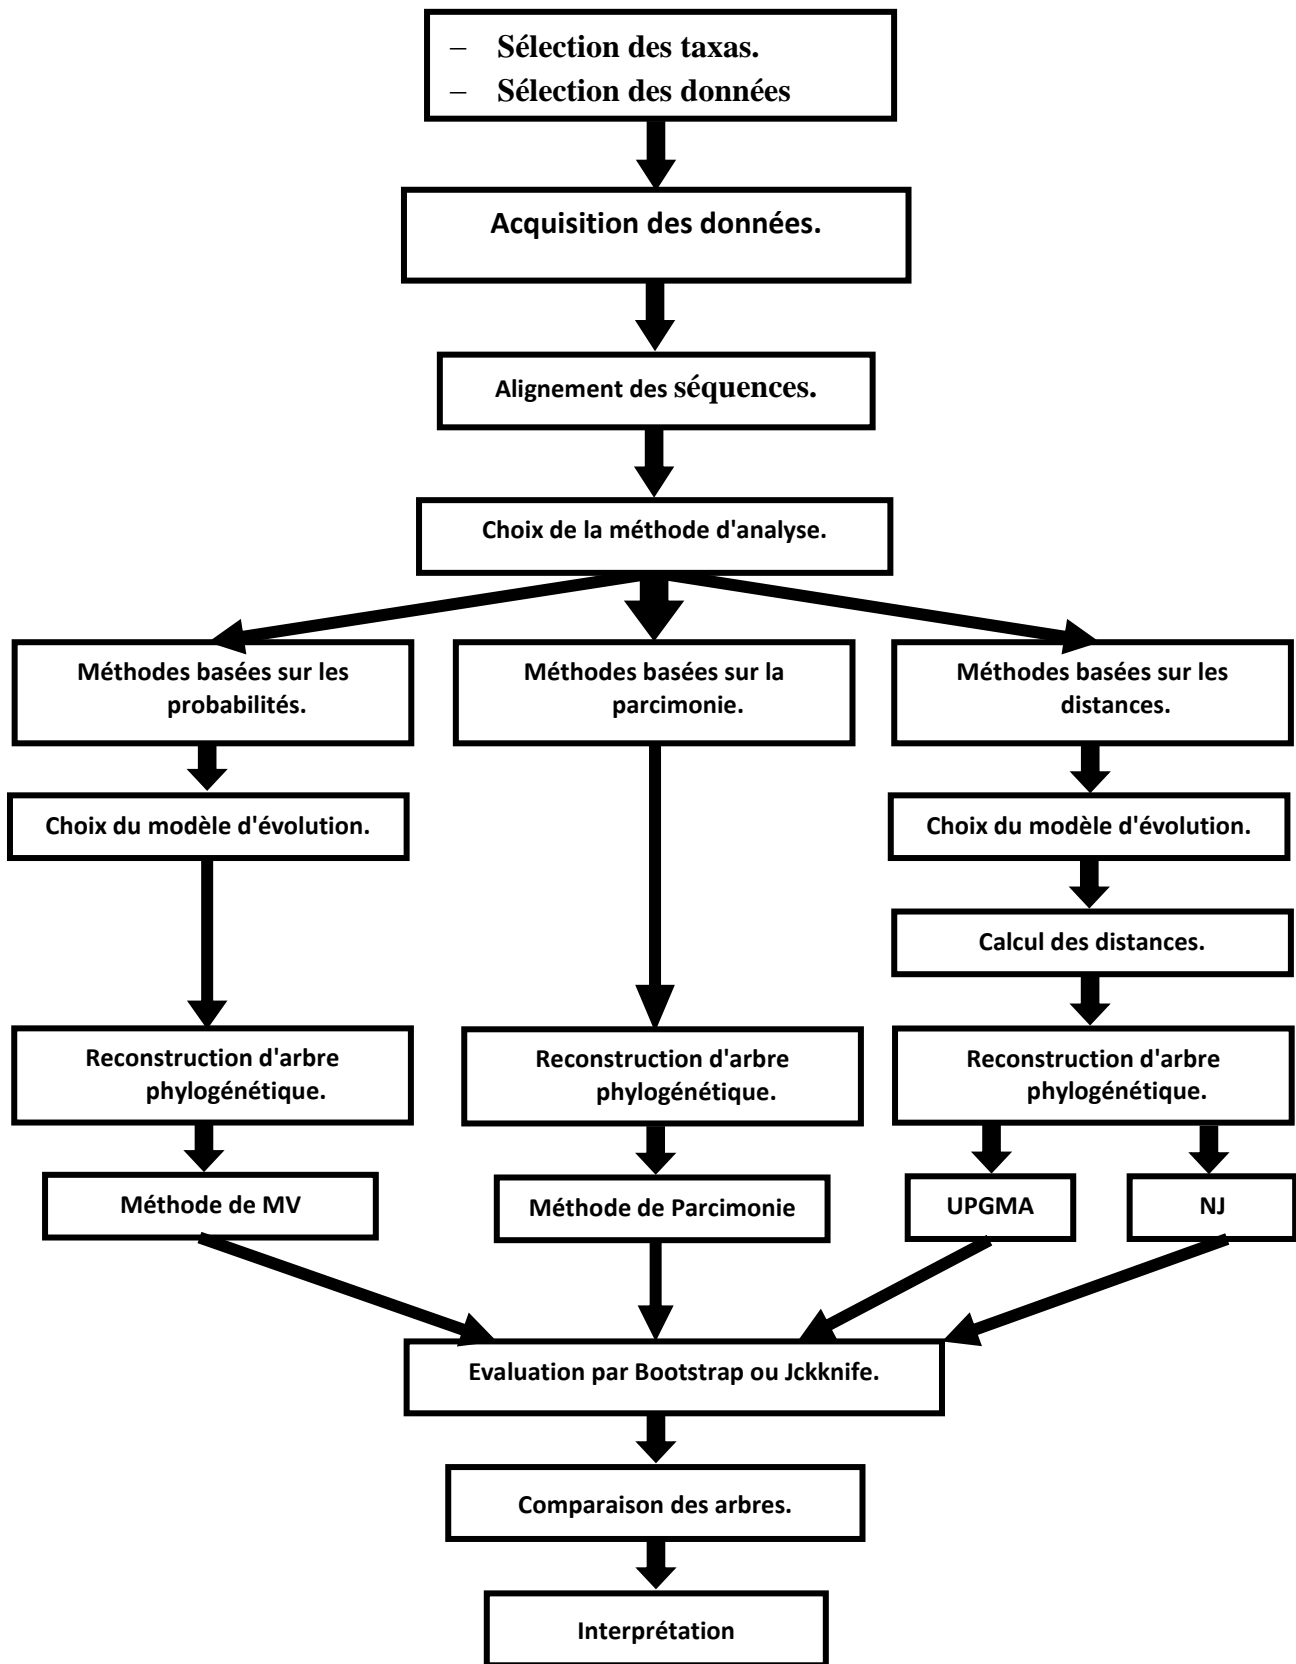 – Sélection des taxas.
– Sélection des données
Acquisition des données.
Alignement des séquences.
Choix de la méthode d'analyse.
Méthodes basées sur les
probabilités.
Méthodes basées sur la
parcimonie.
Méthodes basées sur les
distances.
Choix du modèle d'évolution.
Choix du modèle d'évolution.
Calcul des distances.
Reconstruction d'arbre
phylogénétique.
Reconstruction d'arbre
phylogénétique.
Reconstruction d'arbre
phylogénétique.
Méthode de MV
Méthode de Parcimonie
UPGMA
NJ
Evaluation par Bootstrap ou Jckknife.
Comparaison des arbres.
Interprétation